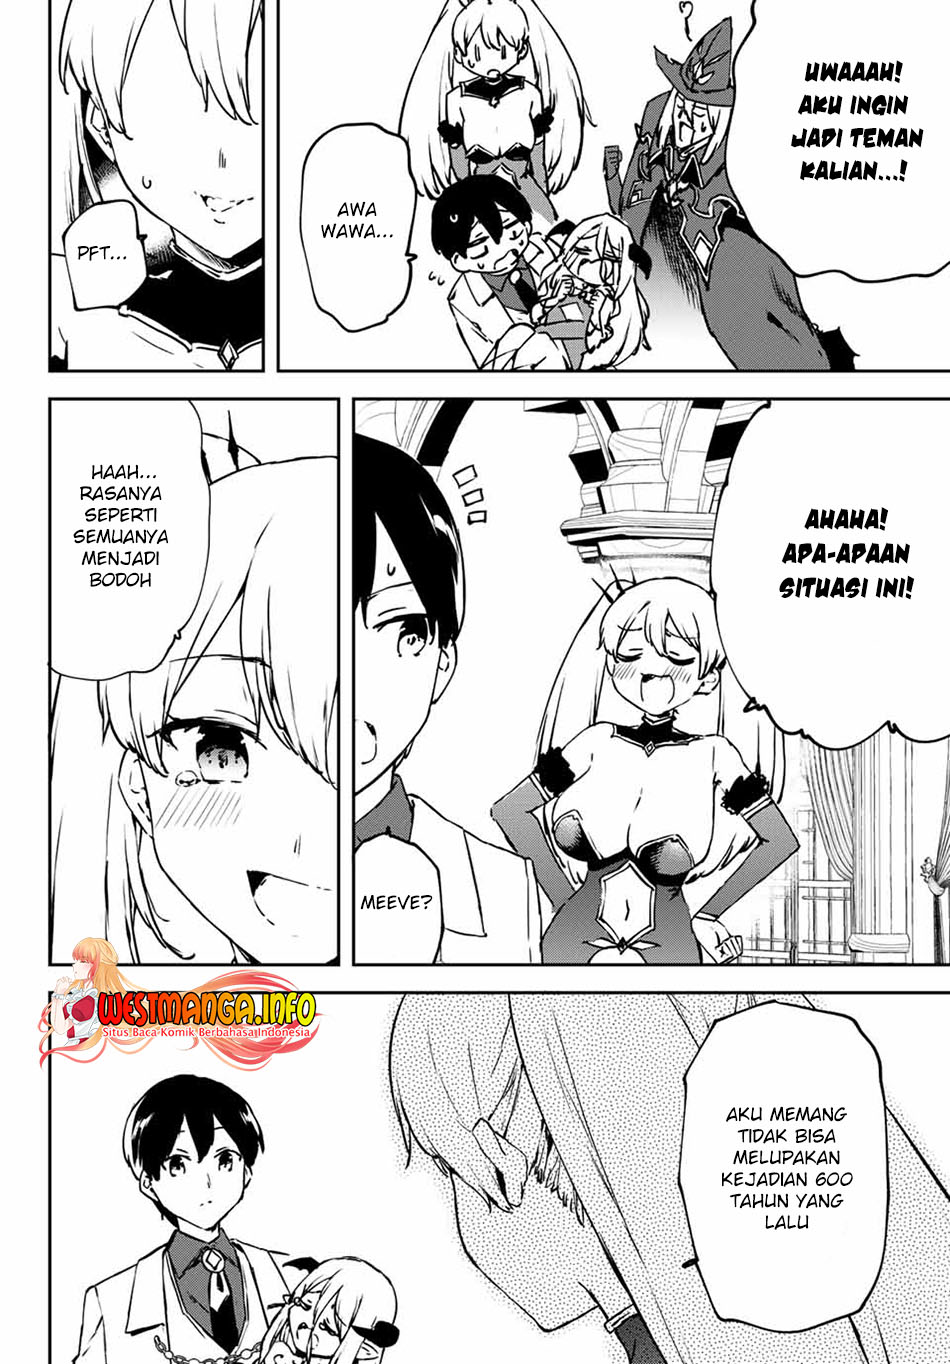 UWAAAH!
AKU INGIN
JADI TEMAN
KALIAN...!
AWA
WAWA...
PFT...
AHAHA!
APA-APAAN
SITUASI INI!
MEEVE?
HAAH...
RASANYA
SEPERTI
SEMUANYA
MENJADI
BODOH
WESTMANGA.INFO
Situs Baca Komik Berbahasa Indonesia
AKU MEMANG
TIDAK BISA
MELUPAKAN
KEJADIAN 600
TAHUN YANG
LALU